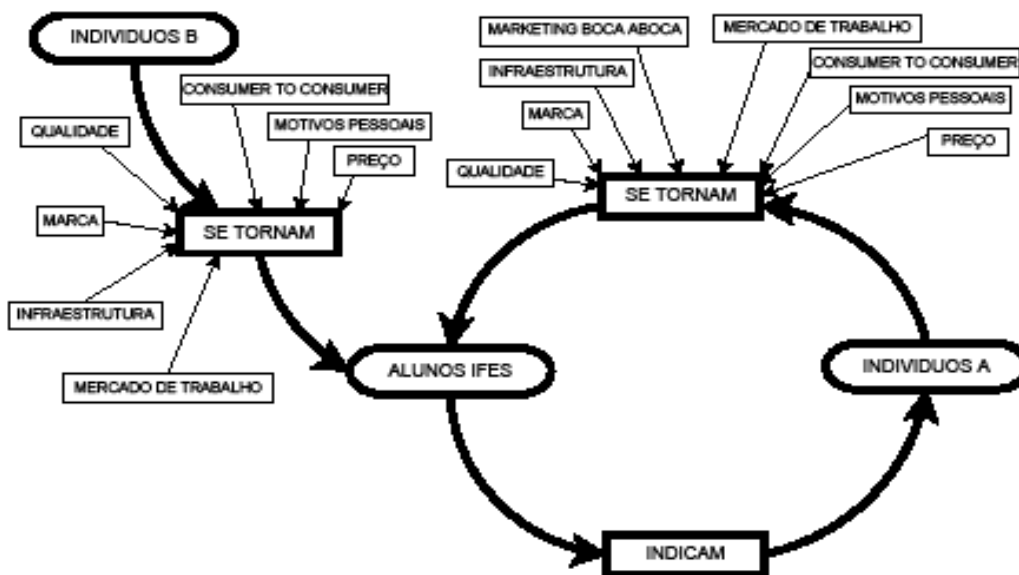 INDIVIDUOS B
CONSUMER TO CONSUMER
QUALIDADE
MOTIVOS PESSOAIS
PREÇO
MARCA
SE TORNAM
INFRAESTRUTURA
MERCADO DE TRABALHO
MARKETING BOCA ABOCA
MERCADO DE TRABALHO
INFRAESTRUTURA
CONSUMER TO CONSUMER
MARCA
MOTIVOS PESSOAIS
PREÇO
QUALIDADE
SE TORNAM
ALUNOS IFES
INDIVIDUOS A
INDICAM